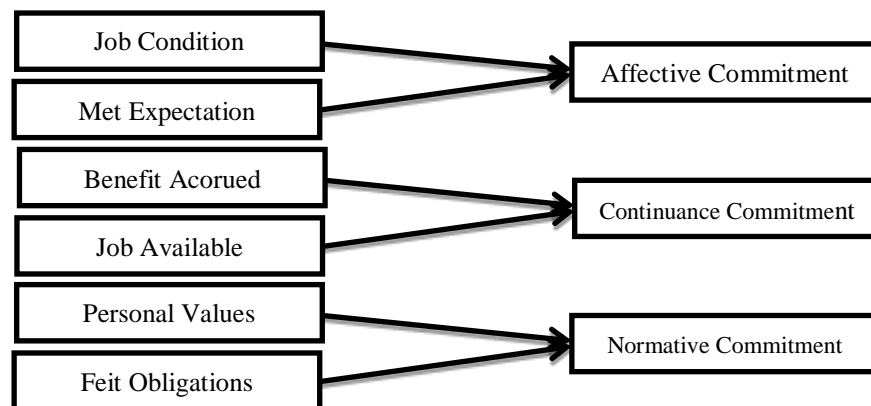 Job Condition
Affective Commitment
Met Expectation
Benefit Acorued
Continuance Commitment
Job Available
Personal Values
Normative Commitment
Feit Obligations